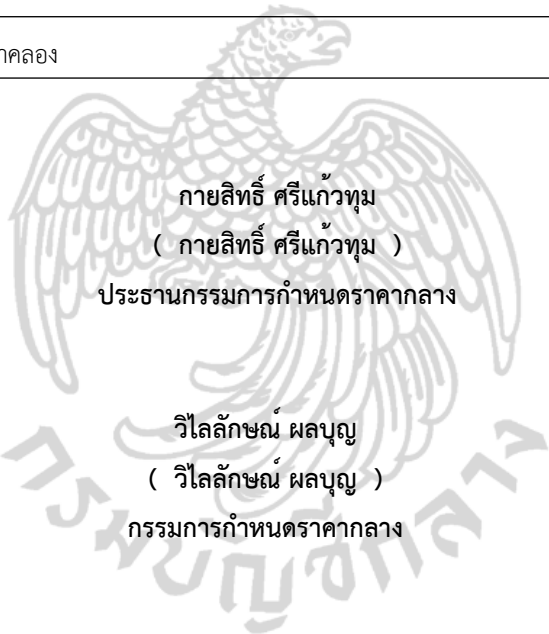 าคลอง
กายสิทธิ์ ศรีแก้วทุม
( กายสิทธิ์ ศรีแก้วทุม )
ประธานกรรมการกำหนดราคากลาง
วิไลลักษณ์ ผลบุญ
( วิไลลักษณ์ ผลบุญ )
กรรมการกำหนดราคากลาง
กรมบัญชีกลาง